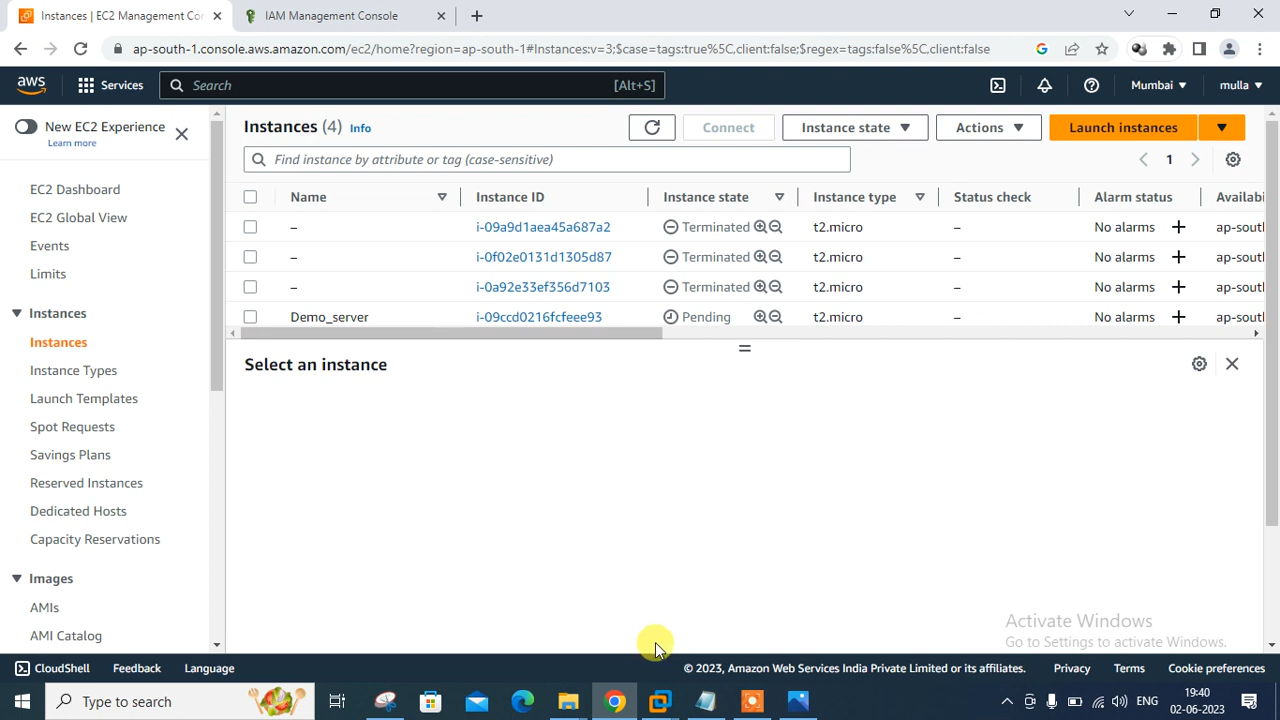 Instances | EC2 Management Con
IAM Management Console
ap-south-1.console.aws.amazon.com/ec2/home?region=ap-south-1#Instances:v=3;$case=tags:true%5C,client:false;$regex=tags:false%5C,client:false
aws
Services
Search
[Alt+S]
Mumbai
mulla
New EC2 Experience
Learn more
EC2 Dashboard
EC2 Global View
Events
Limits
Instances
Instances
Instance Types
Launch Templates
Spot Requests
Savings Plans
Reserved Instances
Dedicated Hosts
Capacity Reservations
Images
AMIs
AMI Catalog
Instances (4) Info
Connect
Instance state
Actions
Launch instances
Find instance by attribute or tag (case-sensitive)
1
Name Instance ID Instance state Instance type Status check Alarm status Availabi
– i-09a9d1aea45a687a2 Terminated t2.micro – No alarms + ap-sout
– i-0f02e0131d1305d87 Terminated t2.micro – No alarms + ap-sout
– i-0a92e33ef356d7103 Terminated t2.micro – No alarms + ap-sout
Demo_server i-09ccd0216fcfeee93 Pending t2.micro – No alarms + ap-sout
Select an instance
Activate Windows
Go to Settings to activate Windows.
CloudShell Feedback Language © 2023, Amazon Web Services India Private Limited or its affiliates. Privacy Terms Cookie preferences
Type to search
ENG
19:40
02-06-2023